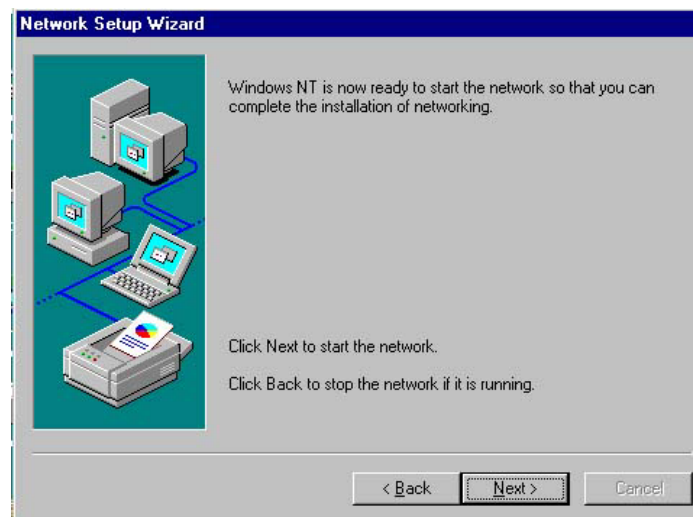 Network Setup Wizard
Windows NT is now ready to start the network so that you can
complete the installation of networking.
Click Next to start the network.
Click Back to stop the network if it is running.
< Back
Next >
Cancel